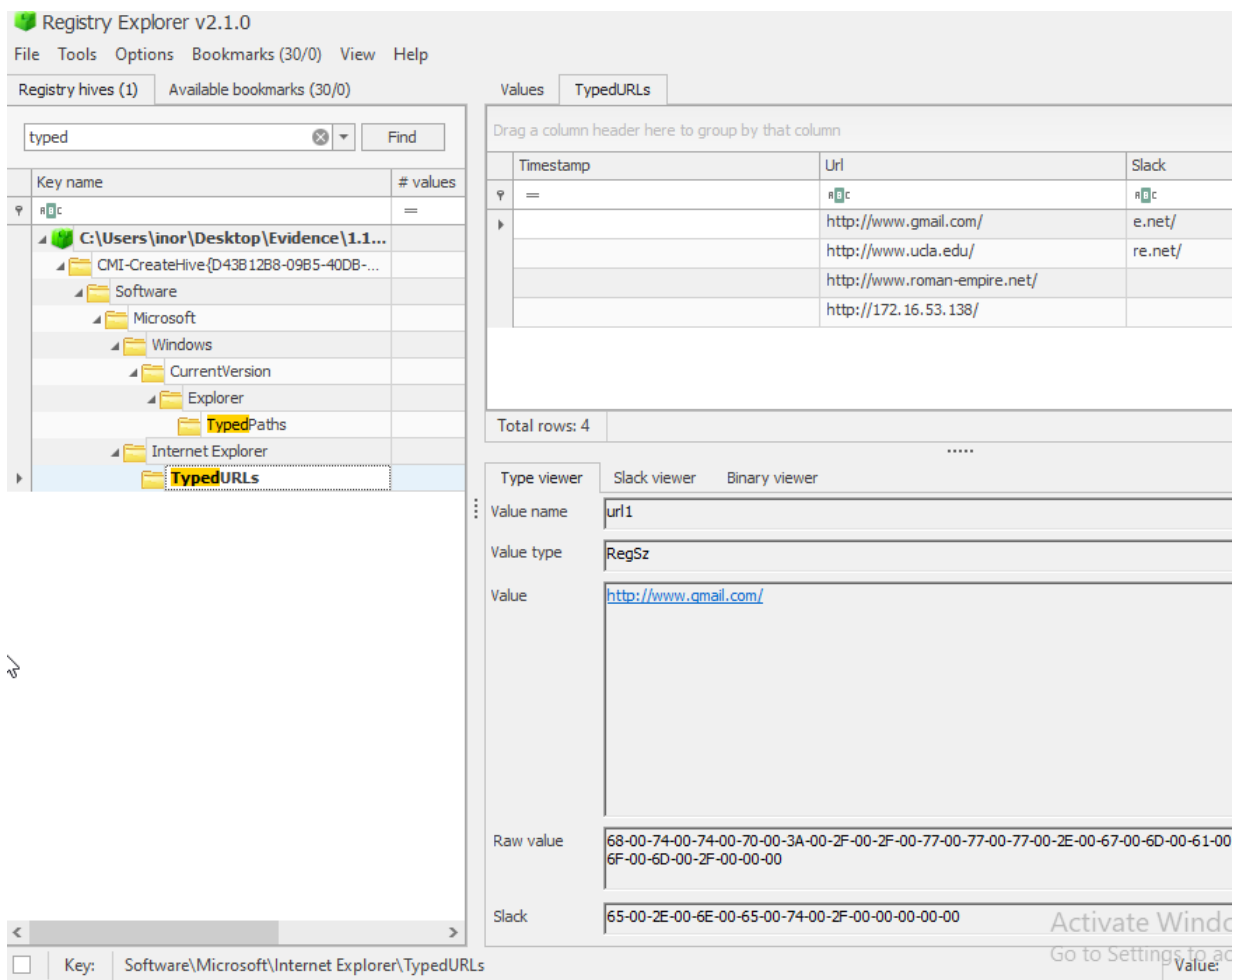 Registry Explorer v2.1.0
File Tools Options Bookmarks (30/0) View Help
Registry hives (1) Available bookmarks (30/0)
typed Find
Key name # values
ABC =
C:\Users\inor\Desktop\Evidence\1.1...
CMI-CreateHive{D43B12B8-09B5-40DB-...
Software
Microsoft
Windows
CurrentVersion
Explorer
TypedPaths
Internet Explorer
TypedURLs
Values TypedURLs
Drag a column header here to group by that column
Timestamp Url Slack
= ABC ABC
http://www.gmail.com/ e.net/
http://www.ucla.edu/ re.net/
http://www.roman-empire.net/
http://172.16.53.138/
Total rows: 4
Type viewer Slack viewer Binary viewer
Value name url1
Value type RegSz
Value http://www.gmail.com/
Raw value 68-00-74-00-74-00-70-00-3A-00-2F-00-2F-00-77-00-77-00-77-00-2E-00-67-00-6D-00-61-00
6F-00-6D-00-2F-00-00-00
Slack 65-00-2E-00-6E-00-65-00-74-00-2F-00-00-00-00-00
Activate Windo
Go to Settings to ac
Key: Software\Microsoft\Internet Explorer\TypedURLs Value: